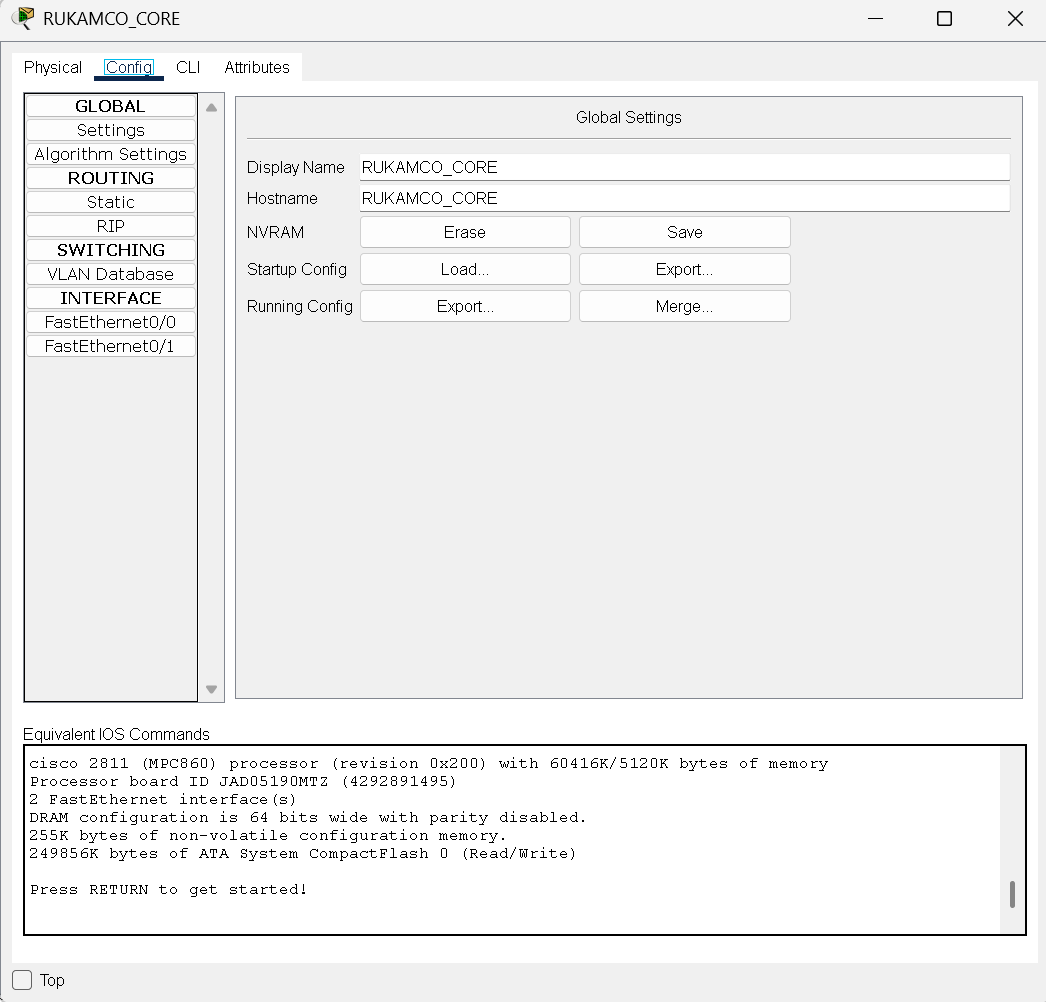 RUKAMCO_CORE
Physical Config CLI Attributes
GLOBAL
Settings
Algorithm Settings
ROUTING
Static
RIP
SWITCHING
VLAN Database
INTERFACE
FastEthernet0/0
FastEthernet0/1
Global Settings
Display Name RUKAMCO_CORE
Hostname RUKAMCO_CORE
NVRAM Erase Save
Startup Config Load... Export...
Running Config Export... Merge...
Equivalent IOS Commands
cisco 2811 (MPC860) processor (revision 0x200) with 60416K/5120K bytes of memory
Processor board ID JAD05190MTZ (4292891495)
2 FastEthernet interface(s)
DRAM configuration is 64 bits wide with parity disabled.
255K bytes of non-volatile configuration memory.
249856K bytes of ATA System CompactFlash 0 (Read/Write)
Press RETURN to get started!
Top